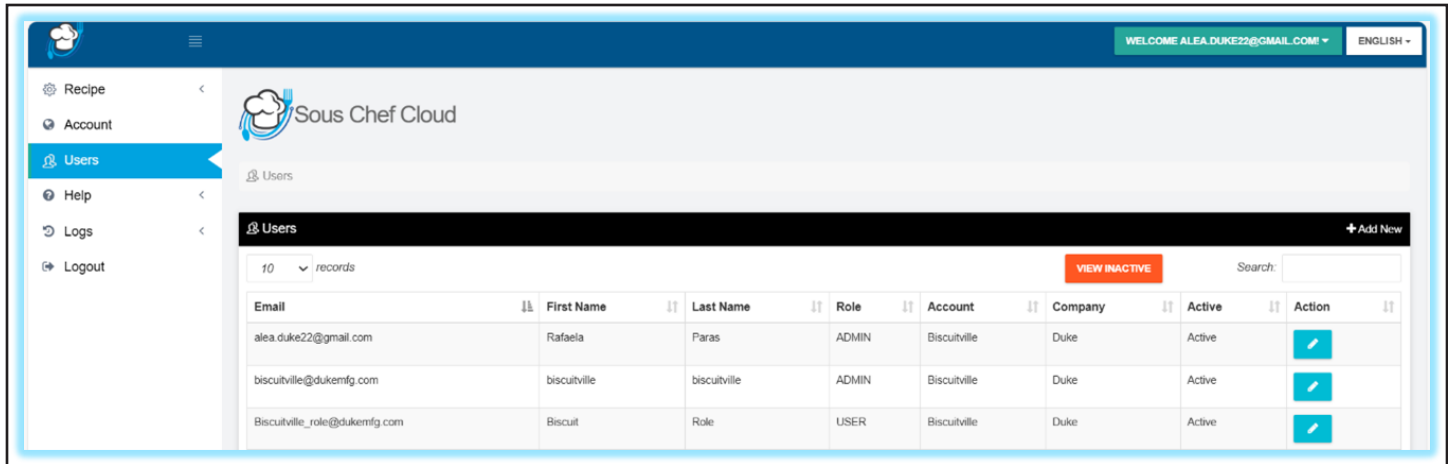 WELCOME ALEA.DUKE22@GMAIL.COM!
ENGLISH
Recipe
Account
Users
Help
Logs
Logout
Sous Chef Cloud
Users
Users
Add New
10 records
VIEW INACTIVE
Search:
Email First Name Last Name Role Account Company Active Action
alea.duke22@gmail.com Rafaela Paras ADMIN Biscuitville Duke Active
biscuitville@dukemfg.com biscuitville biscuitville ADMIN Biscuitville Duke Active
Biscuitville_role@dukemfg.com Biscuit Role USER Biscuitville Duke Active